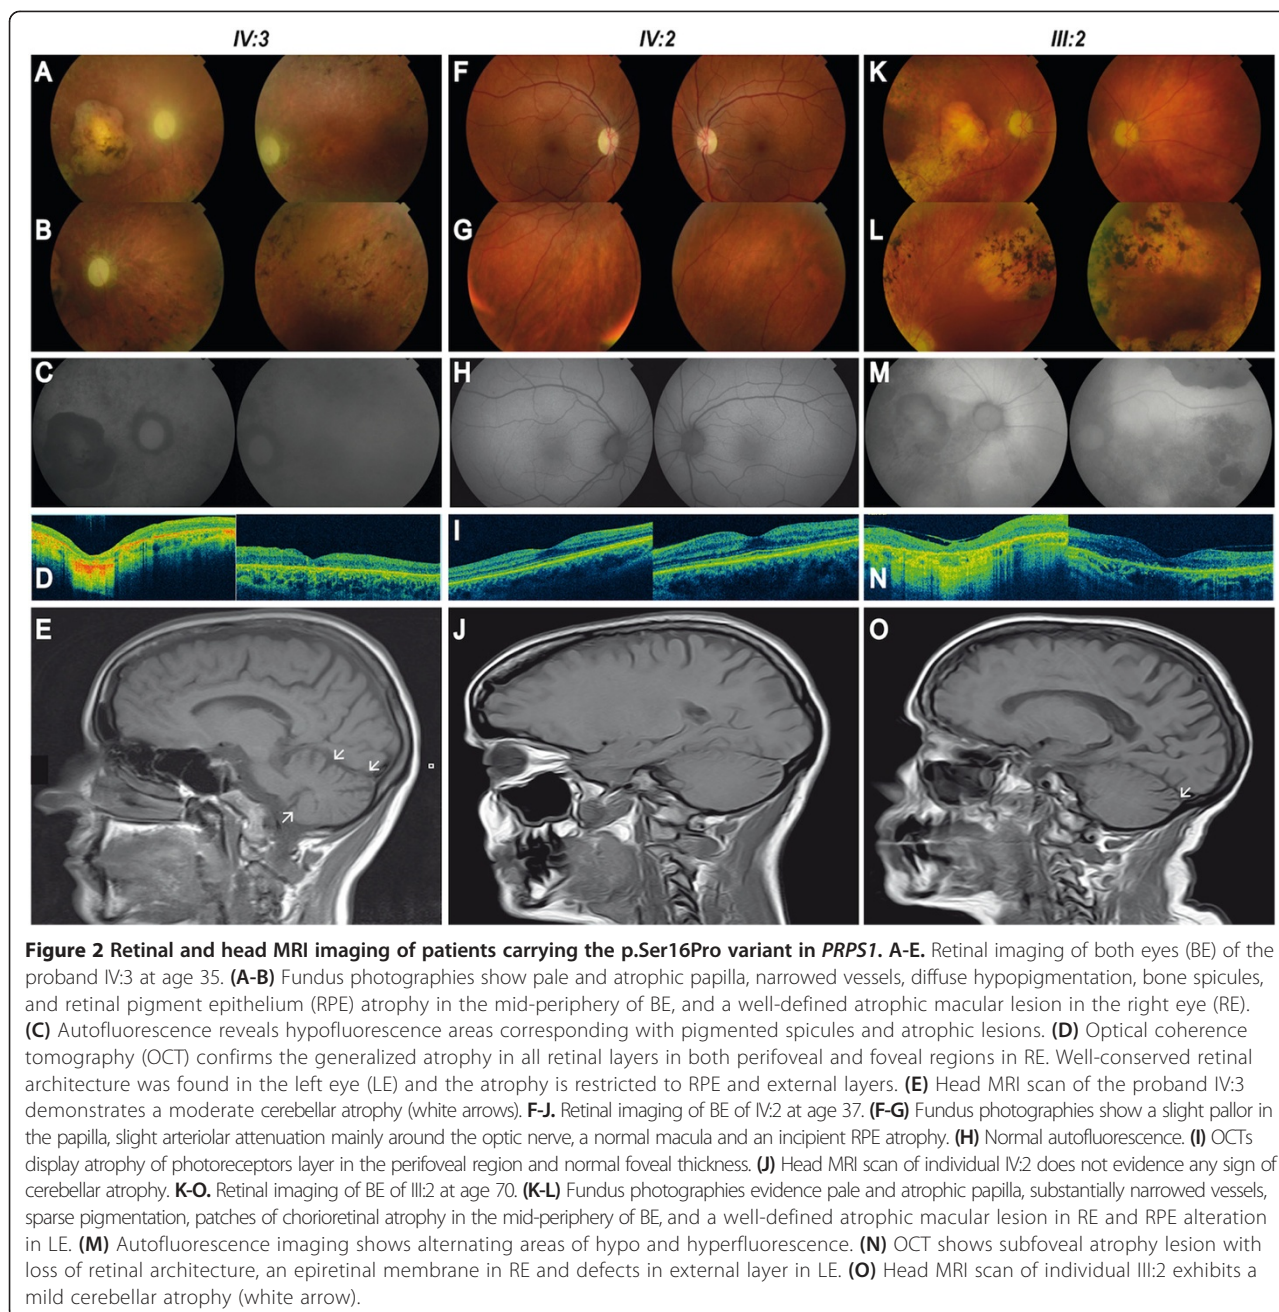 IV:3 IV:2 III:2
A F K
B G L
C H M
D I N
E J O
Figure 2 Retinal and head MRI imaging of patients carrying the p.Ser16Pro variant in PRPS1. A-E. Retinal imaging of both eyes (BE) of the
proband IV:3 at age 35. (A-B) Fundus photographies show pale and atrophic papilla, narrowed vessels, diffuse hypopigmentation, bone spicules,
and retinal pigment epithelium (RPE) atrophy in the mid-periphery of BE, and a well-defined atrophic macular lesion in the right eye (RE).
(C) Autofluorescence reveals hypofluorescence areas corresponding with pigmented spicules and atrophic lesions. (D) Optical coherence
tomography (OCT) confirms the generalized atrophy in all retinal layers in both perifoveal and foveal regions in RE. Well-conserved retinal
architecture was found in the left eye (LE) and the atrophy is restricted to RPE and external layers. (E) Head MRI scan of the proband IV:3
demonstrates a moderate cerebellar atrophy (white arrows). F-J. Retinal imaging of BE of IV:2 at age 37. (F-G) Fundus photographies show a slight pallor in
the papilla, slight arteriolar attenuation mainly around the optic nerve, a normal macula and an incipient RPE atrophy. (H) Normal autofluorescence. (I) OCTs
display atrophy of photoreceptors layer in the perifoveal region and normal foveal thickness. (J) Head MRI scan of individual IV:2 does not evidence any sign of
cerebellar atrophy. K-O. Retinal imaging of BE of III:2 at age 70. (K-L) Fundus photographies evidence pale and atrophic papilla, substantially narrowed vessels,
sparse pigmentation, patches of chorioretinal atrophy in the mid-periphery of BE, and a well-defined atrophic macular lesion in RE and RPE alteration
in LE. (M) Autofluorescence imaging shows alternating areas of hypo and hyperfluorescence. (N) OCT shows subfoveal atrophy lesion with
loss of retinal architecture, an epiretinal membrane in RE and defects in external layer in LE. (O) Head MRI scan of individual III:2 exhibits a
mild cerebellar atrophy (white arrow).